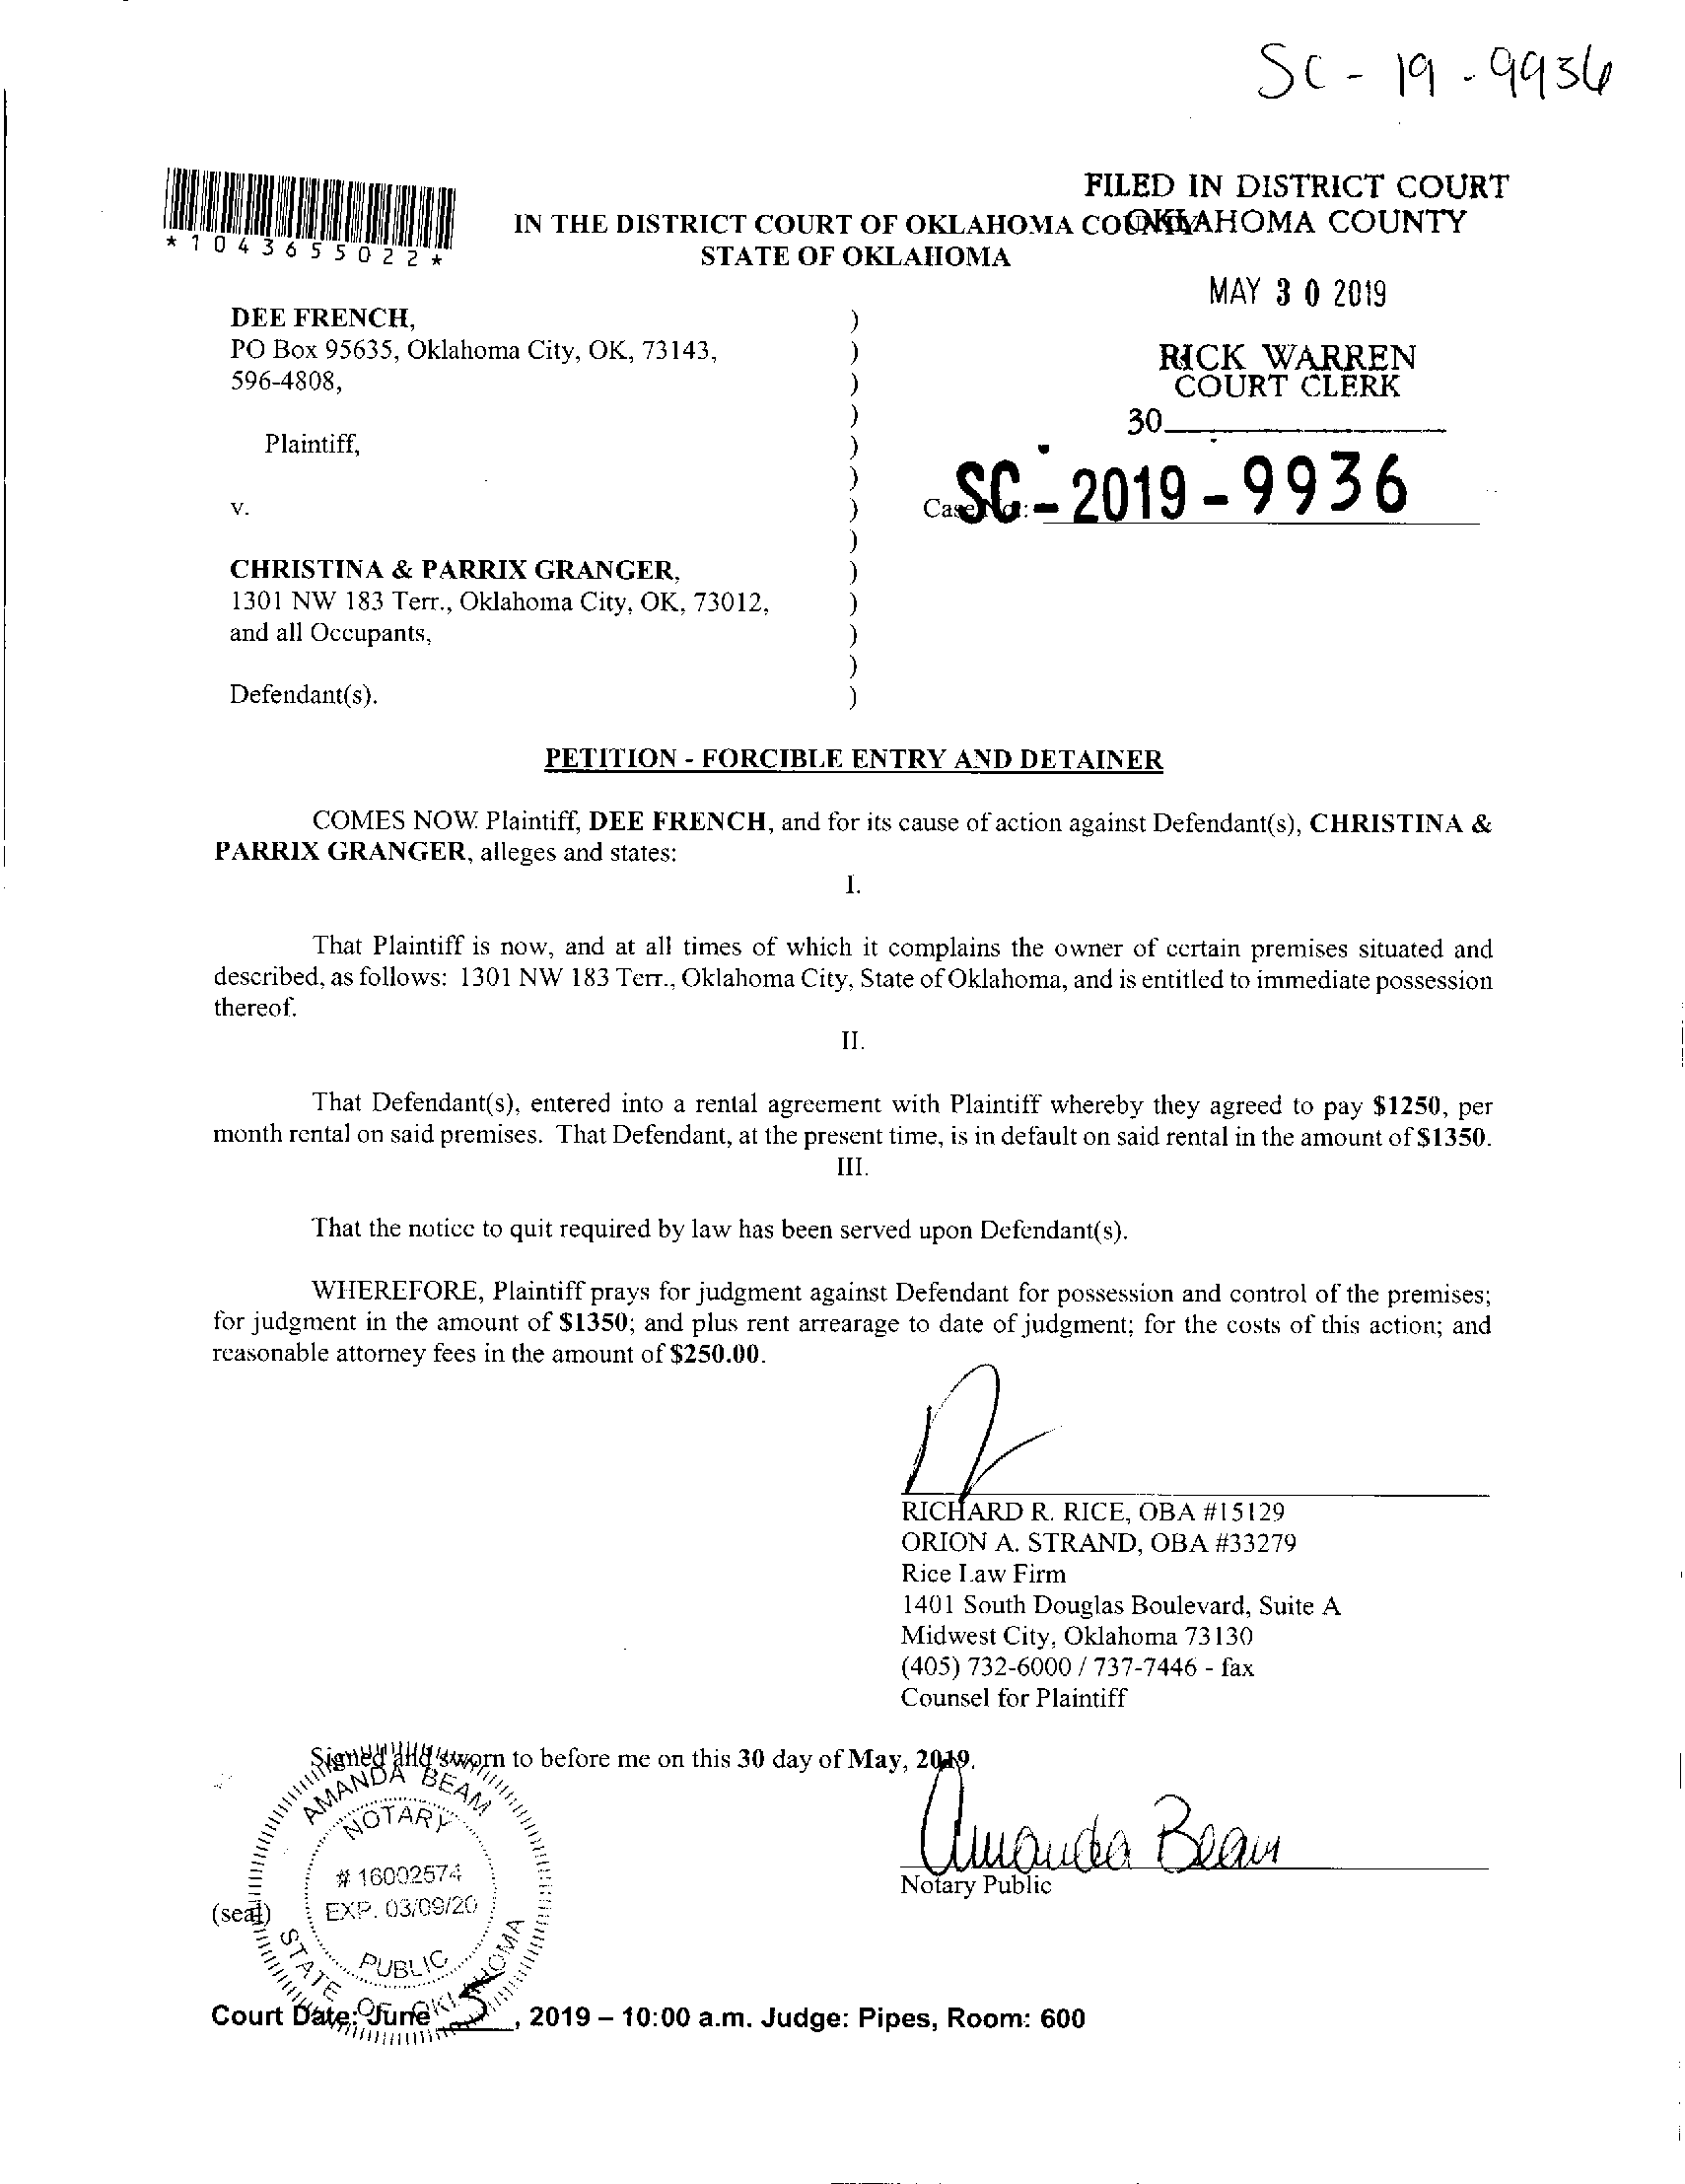 SC - 19 - 9936
*1043655022*
FILED IN DISTRICT COURT
OKLAHOMA COUNTY
IN THE DISTRICT COURT OF OKLAHOMA COUNTY
STATE OF OKLAHOMA
MAY 30 2019
RICK WARREN
COURT CLERK
30
DEE FRENCH,
PO Box 95635, Oklahoma City, OK, 73143,
596-4808,
Plaintiff,
v.
Case No.: SC-2019-9936
CHRISTINA & PARRIX GRANGER,
1301 NW 183 Terr., Oklahoma City, OK, 73012,
and all Occupants,
Defendant(s).
PETITION - FORCIBLE ENTRY AND DETAINER
COMES NOW Plaintiff, DEE FRENCH, and for its cause of action against Defendant(s), CHRISTINA &
PARRIX GRANGER, alleges and states:
I.
That Plaintiff is now, and at all times of which it complains the owner of certain premises situated and
described, as follows: 1301 NW 183 Terr., Oklahoma City, State of Oklahoma, and is entitled to immediate possession
thereof.
II.
That Defendant(s), entered into a rental agreement with Plaintiff whereby they agreed to pay $1250, per
month rental on said premises. That Defendant, at the present time, is in default on said rental in the amount of $1350.
III.
That the notice to quit required by law has been served upon Defendant(s).
WHEREFORE, Plaintiff prays for judgment against Defendant for possession and control of the premises;
for judgment in the amount of $1350; and plus rent arrearage to date of judgment; for the costs of this action; and
reasonable attorney fees in the amount of $250.00.
RICHARD R. RICE, OBA #15129
ORION A. STRAND, OBA #33279
Rice Law Firm
1401 South Douglas Boulevard, Suite A
Midwest City, Oklahoma 73130
(405) 732-6000 / 737-7446 - fax
Counsel for Plaintiff
Signed and sworn to before me on this 30 day of May, 2019.
AMANDA BEAM
NOTARY
# 16002574
EXP. 03/09/20
PUBLIC
STATE OF OKLAHOMA
(seal)
Amanda Beam
Notary Public
Court Date: June 5, 2019 – 10:00 a.m. Judge: Pipes, Room: 600